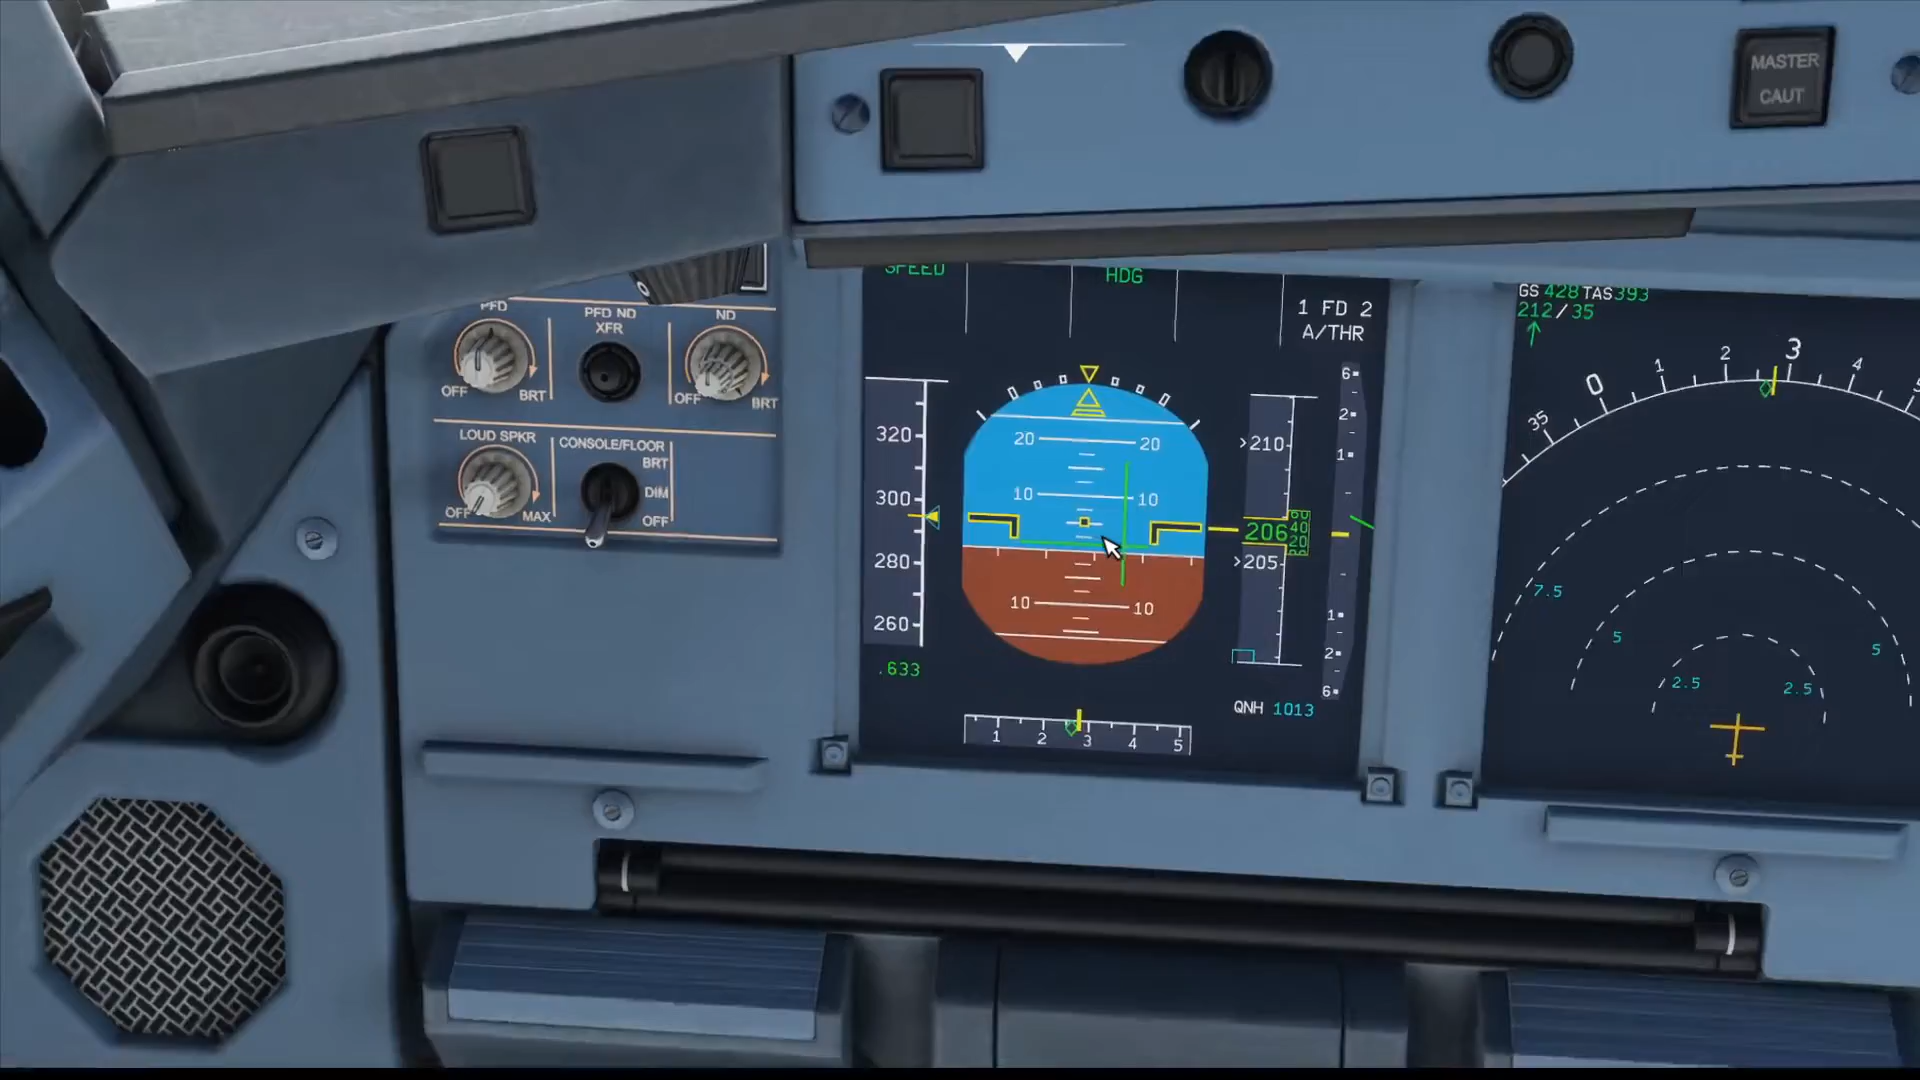 MASTER
CAUT
PFD
PFD ND
XFR
ND
OFF
BRT
OFF
BRT
LOUD SPKR
CONSOLE/FLOOR
BRT
DIM
OFF
OFF
MAX
SPEED
HDG
1 FD 2
A/THR
320
300
280
260
.633
20
20
10
10
10
10
210
206
60
40
20
205
6
2
1
1
2
6
QNH 1013
1
2
3
4
5
GS 428 TAS 393
212/35
35
0
1
2
3
4
7.5
5
5
2.5
2.5